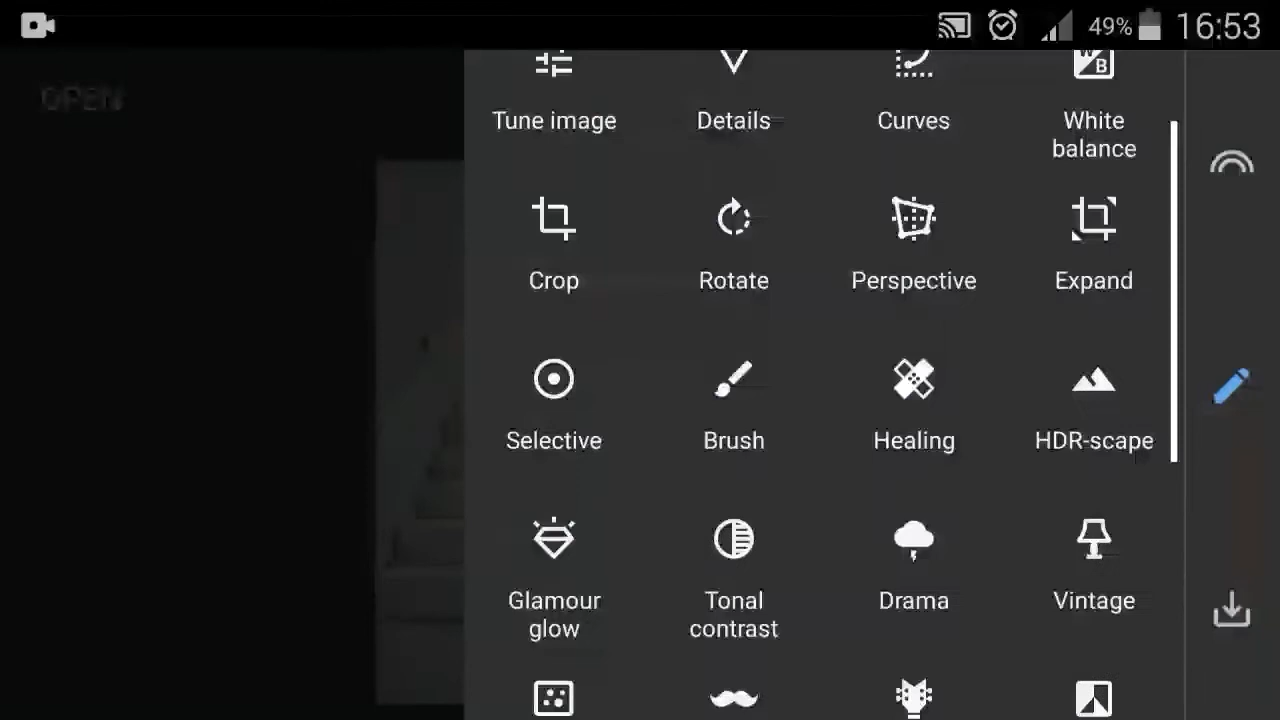 49% 16:53
OPEN
Tune image Details Curves White
balance
Crop Rotate Perspective Expand
Selective Brush Healing HDR-scape
Glamour Tonal Drama Vintage
glow contrast